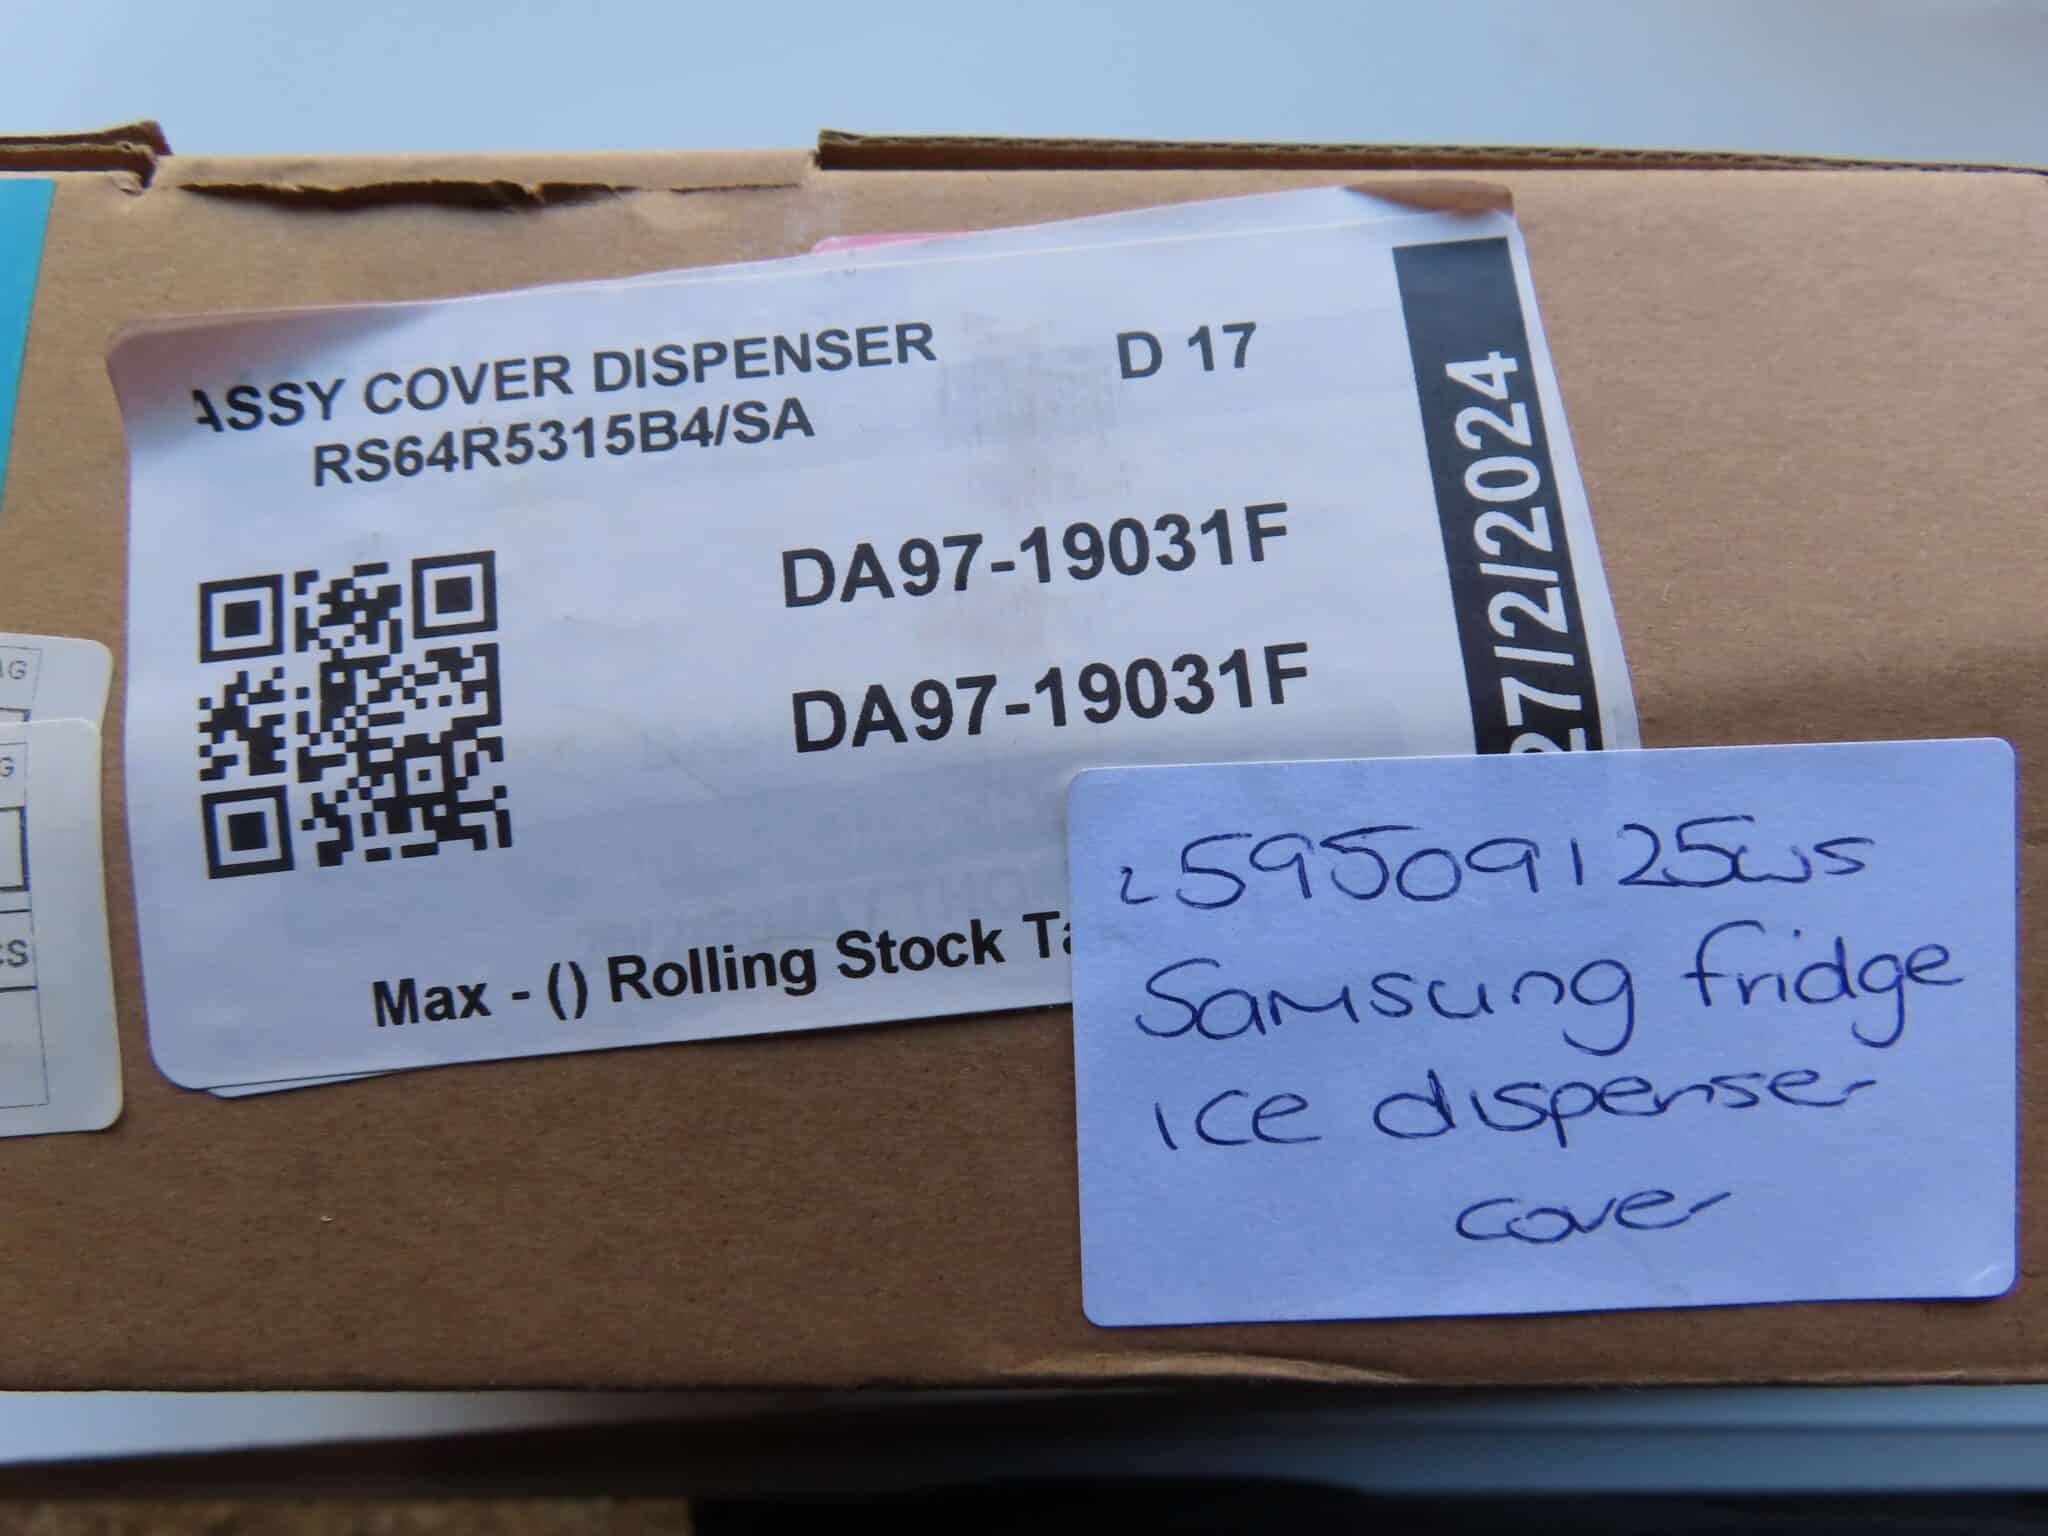 ASSY COVER DISPENSER
RS64R5315B4/SA
D 17
DA97-19031F
DA97-19031F
27/2/2024
Max - () Rolling Stock
259509125ws
Samsung fridge
ice dispenser
cover